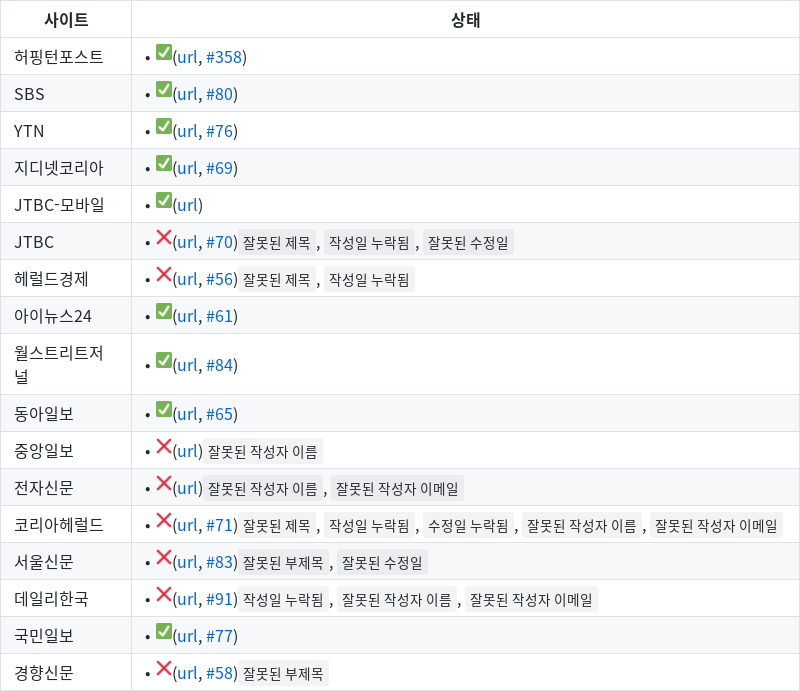 사이트 상태
허핑턴포스트 • ✅(url, #358)
SBS • ✅(url, #80)
YTN • ✅(url, #76)
지디넷코리아 • ✅(url, #69)
JTBC-모바일 • ✅(url)
JTBC • ❌(url, #70) 잘못된 제목 , 작성일 누락됨 , 잘못된 수정일
헤럴드경제 • ❌(url, #56) 잘못된 제목 , 작성일 누락됨
아이뉴스24 • ✅(url, #61)
월스트리트저
널 • ✅(url, #84)
동아일보 • ✅(url, #65)
중앙일보 • ❌(url) 잘못된 작성자 이름
전자신문 • ❌(url) 잘못된 작성자 이름 , 잘못된 작성자 이메일
코리아헤럴드 • ❌(url, #71) 잘못된 제목 , 작성일 누락됨 , 수정일 누락됨 , 잘못된 작성자 이름 , 잘못된 작성자 이메일
서울신문 • ❌(url, #83) 잘못된 부제목 , 잘못된 수정일
데일리한국 • ❌(url, #91) 작성일 누락됨 , 잘못된 작성자 이름 , 잘못된 작성자 이메일
국민일보 • ✅(url, #77)
경향신문 • ❌(url, #58) 잘못된 부제목